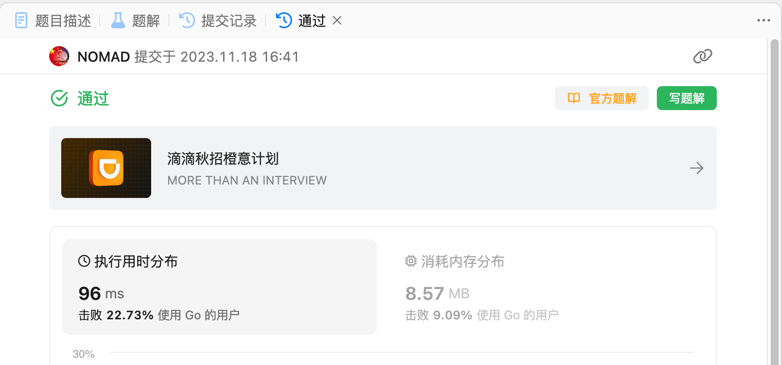 题目描述 题解 提交记录 通过
NOMAD 提交于 2023.11.18 16:41
通过 官方题解 写题解
滴滴秋招橙意计划
MORE THAN AN INTERVIEW
执行用时分布 消耗内存分布
96 ms 8.57 MB
击败 22.73% 使用 Go 的用户 击败 9.09% 使用 Go 的用户
30%